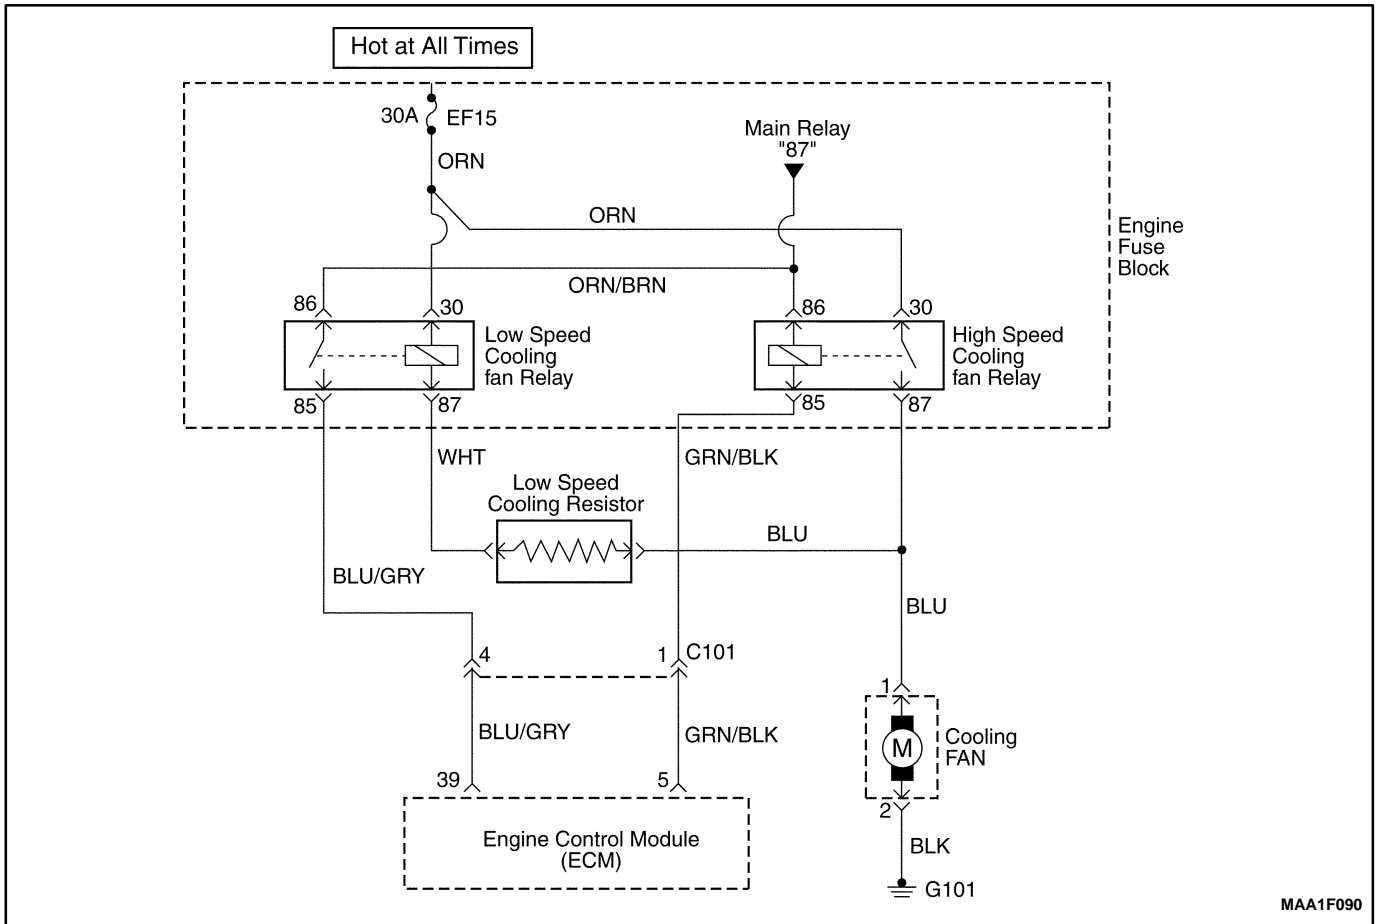 Hot at All Times
30A
EF15
Main Relay
"87"
ORN
ORN
Engine
Fuse
Block
ORN/BRN
86
30
86
30
Low Speed
Cooling
fan Relay
High Speed
Cooling
fan Relay
85
87
85
87
WHT
GRN/BLK
Low Speed
Cooling Resistor
BLU
BLU/GRY
BLU
4
1
C101
1
BLU/GRY
GRN/BLK
M
Cooling
FAN
39
5
2
Engine Control Module
(ECM)
BLK
G101
MAA1F090